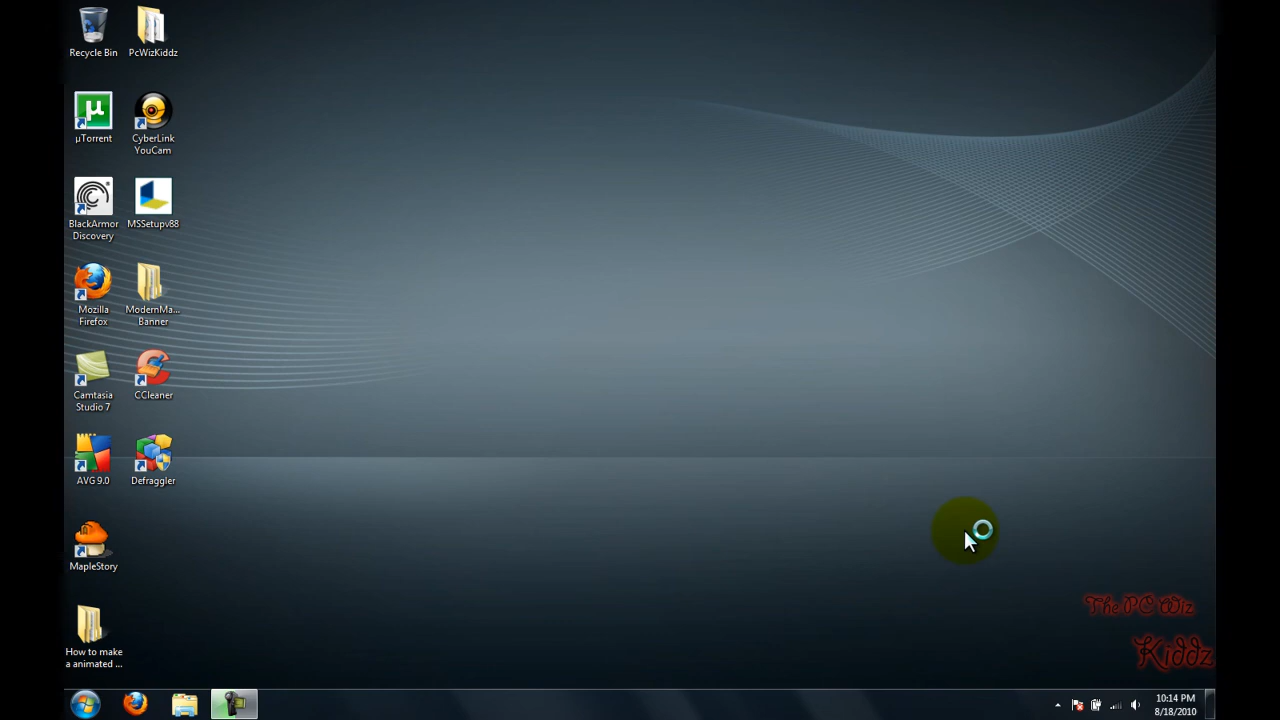 Recycle Bin
PcWizKiddz
µTorrent
CyberLink
YouCam
BlackArmor
Discovery
MSSetupv88
Mozilla
Firefox
ModernMa...
Banner
Camtasia
Studio 7
CCleaner
AVG 9.0
Defraggler
MapleStory
How to make
a animated ...
The PC Wiz
Kiddz
10:14 PM
8/18/2010